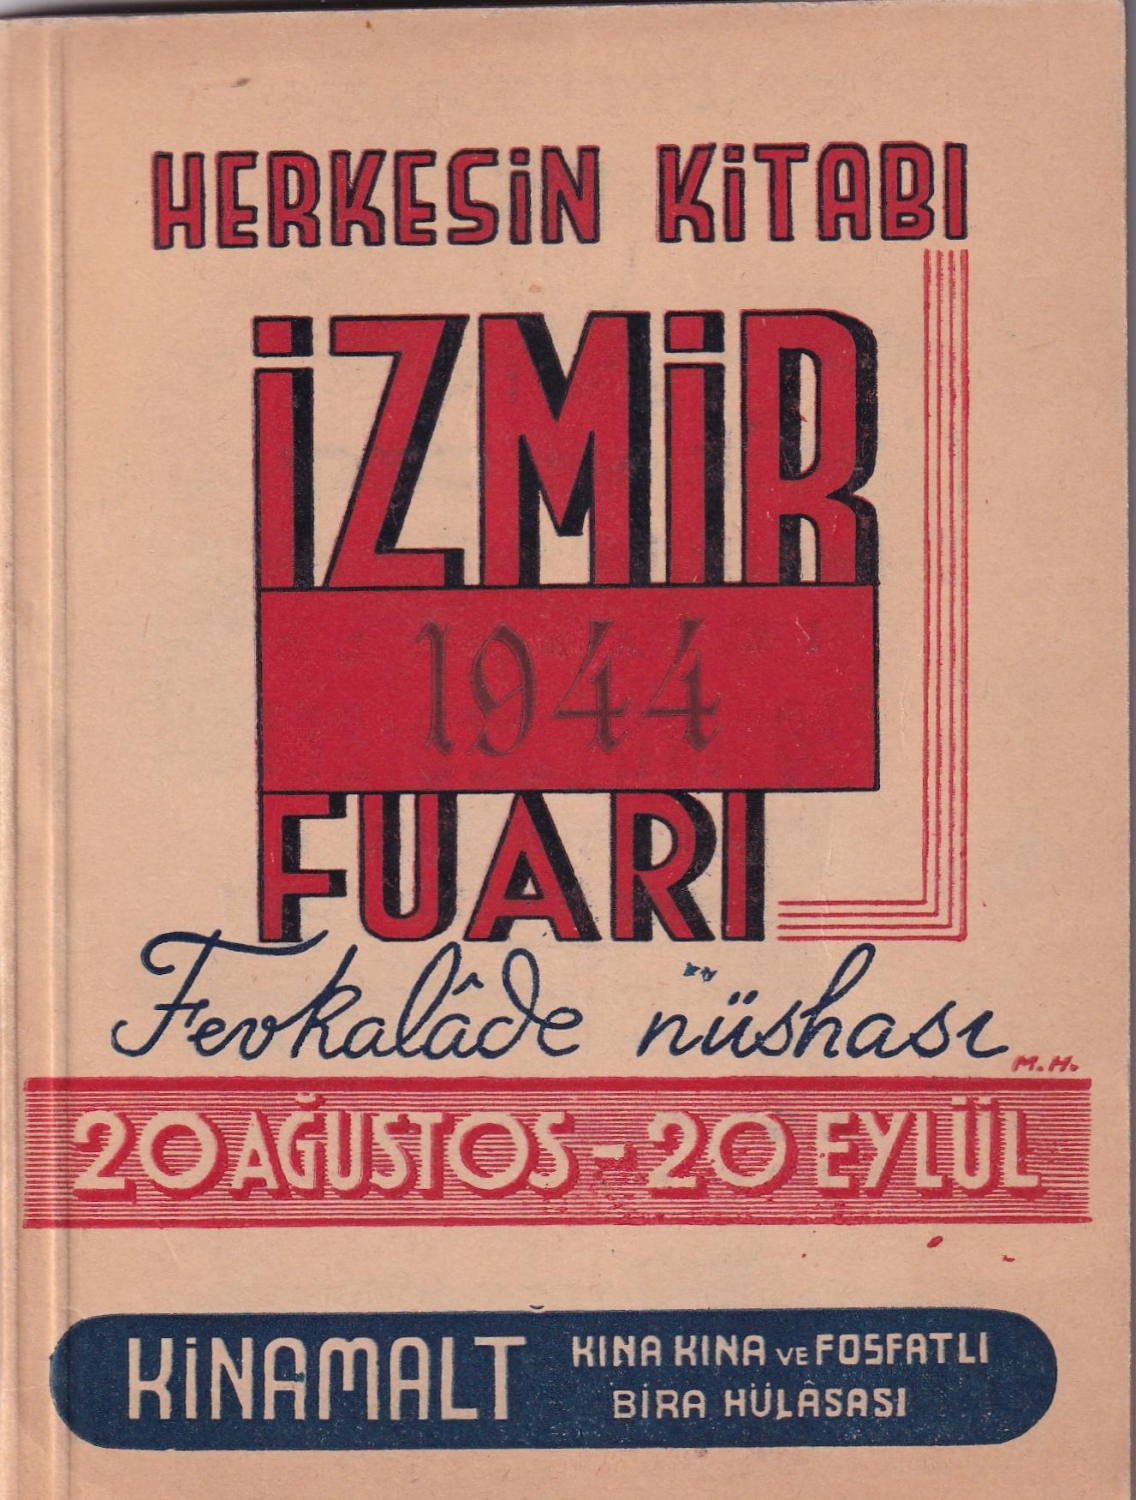 HERKESİN KİTABI
İZMİR
1944
FUARI
Fevkalâde nüshası
M.H.
20 AĞUSTOS - 20 EYLÜL
KİNAMALT
KINA KINA VE FOSFATLI
BİRA HÜLÂSASI